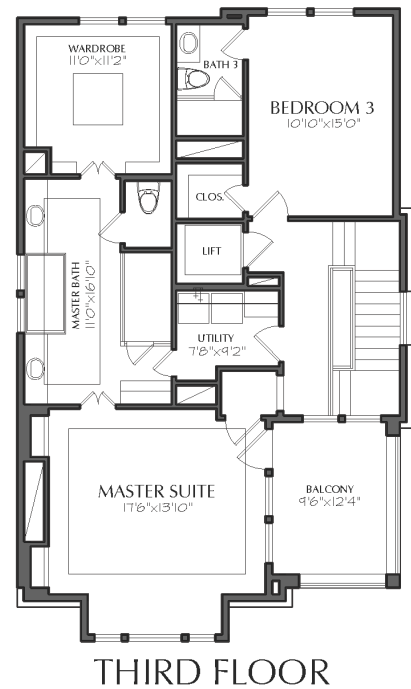 WARDROBE
11'0"x11'2"
BATH 3
BEDROOM 3
10'10"x15'0"
CLOS.
LIFT
MASTER BATH
11'0"x16'10"
UTILITY
7'8"x9'2"
MASTER SUITE
17'6"x13'10"
BALCONY
9'6"x12'4"
THIRD FLOOR